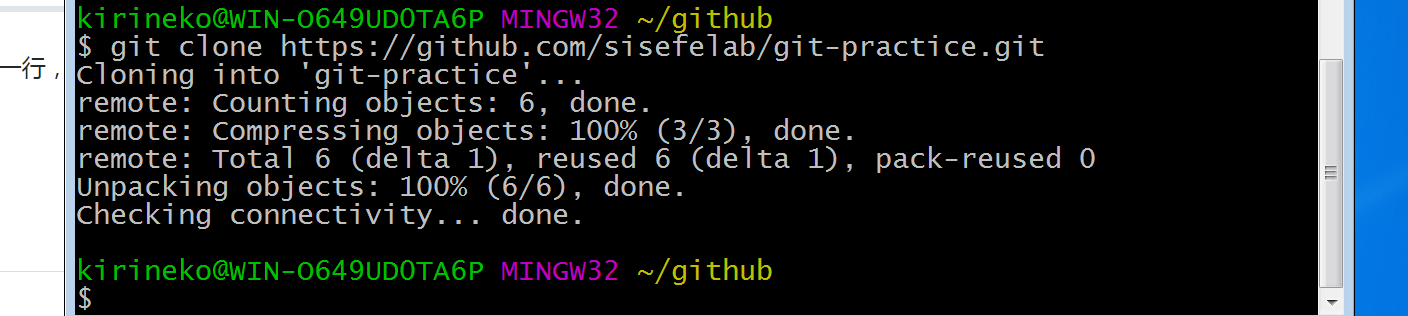 kirineko@WIN-O649UD0TA6P MINGW32 ~/github
$ git clone https://github.com/sisefelab/git-practice.git
一行，
Cloning into 'git-practice'...
remote: Counting objects: 6, done.
remote: Compressing objects: 100% (3/3), done.
remote: Total 6 (delta 1), reused 6 (delta 1), pack-reused 0
Unpacking objects: 100% (6/6), done.
Checking connectivity... done.
kirineko@WIN-O649UD0TA6P MINGW32 ~/github
$